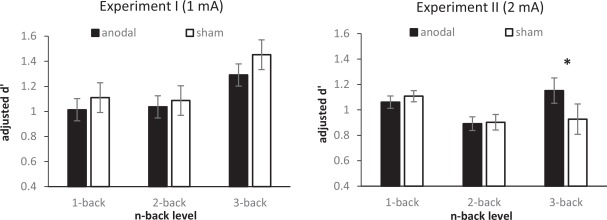 Experiment I (1 mA)
anodal sham
1.6
1.4
1.2
1
0.8
0.6
0.4
adjusted d'
1-back 2-back 3-back
n-back level
Experiment II (2 mA)
anodal sham
1.6
1.4
1.2
1
0.8
0.6
0.4
adjusted d'
*
1-back 2-back 3-back
n-back level